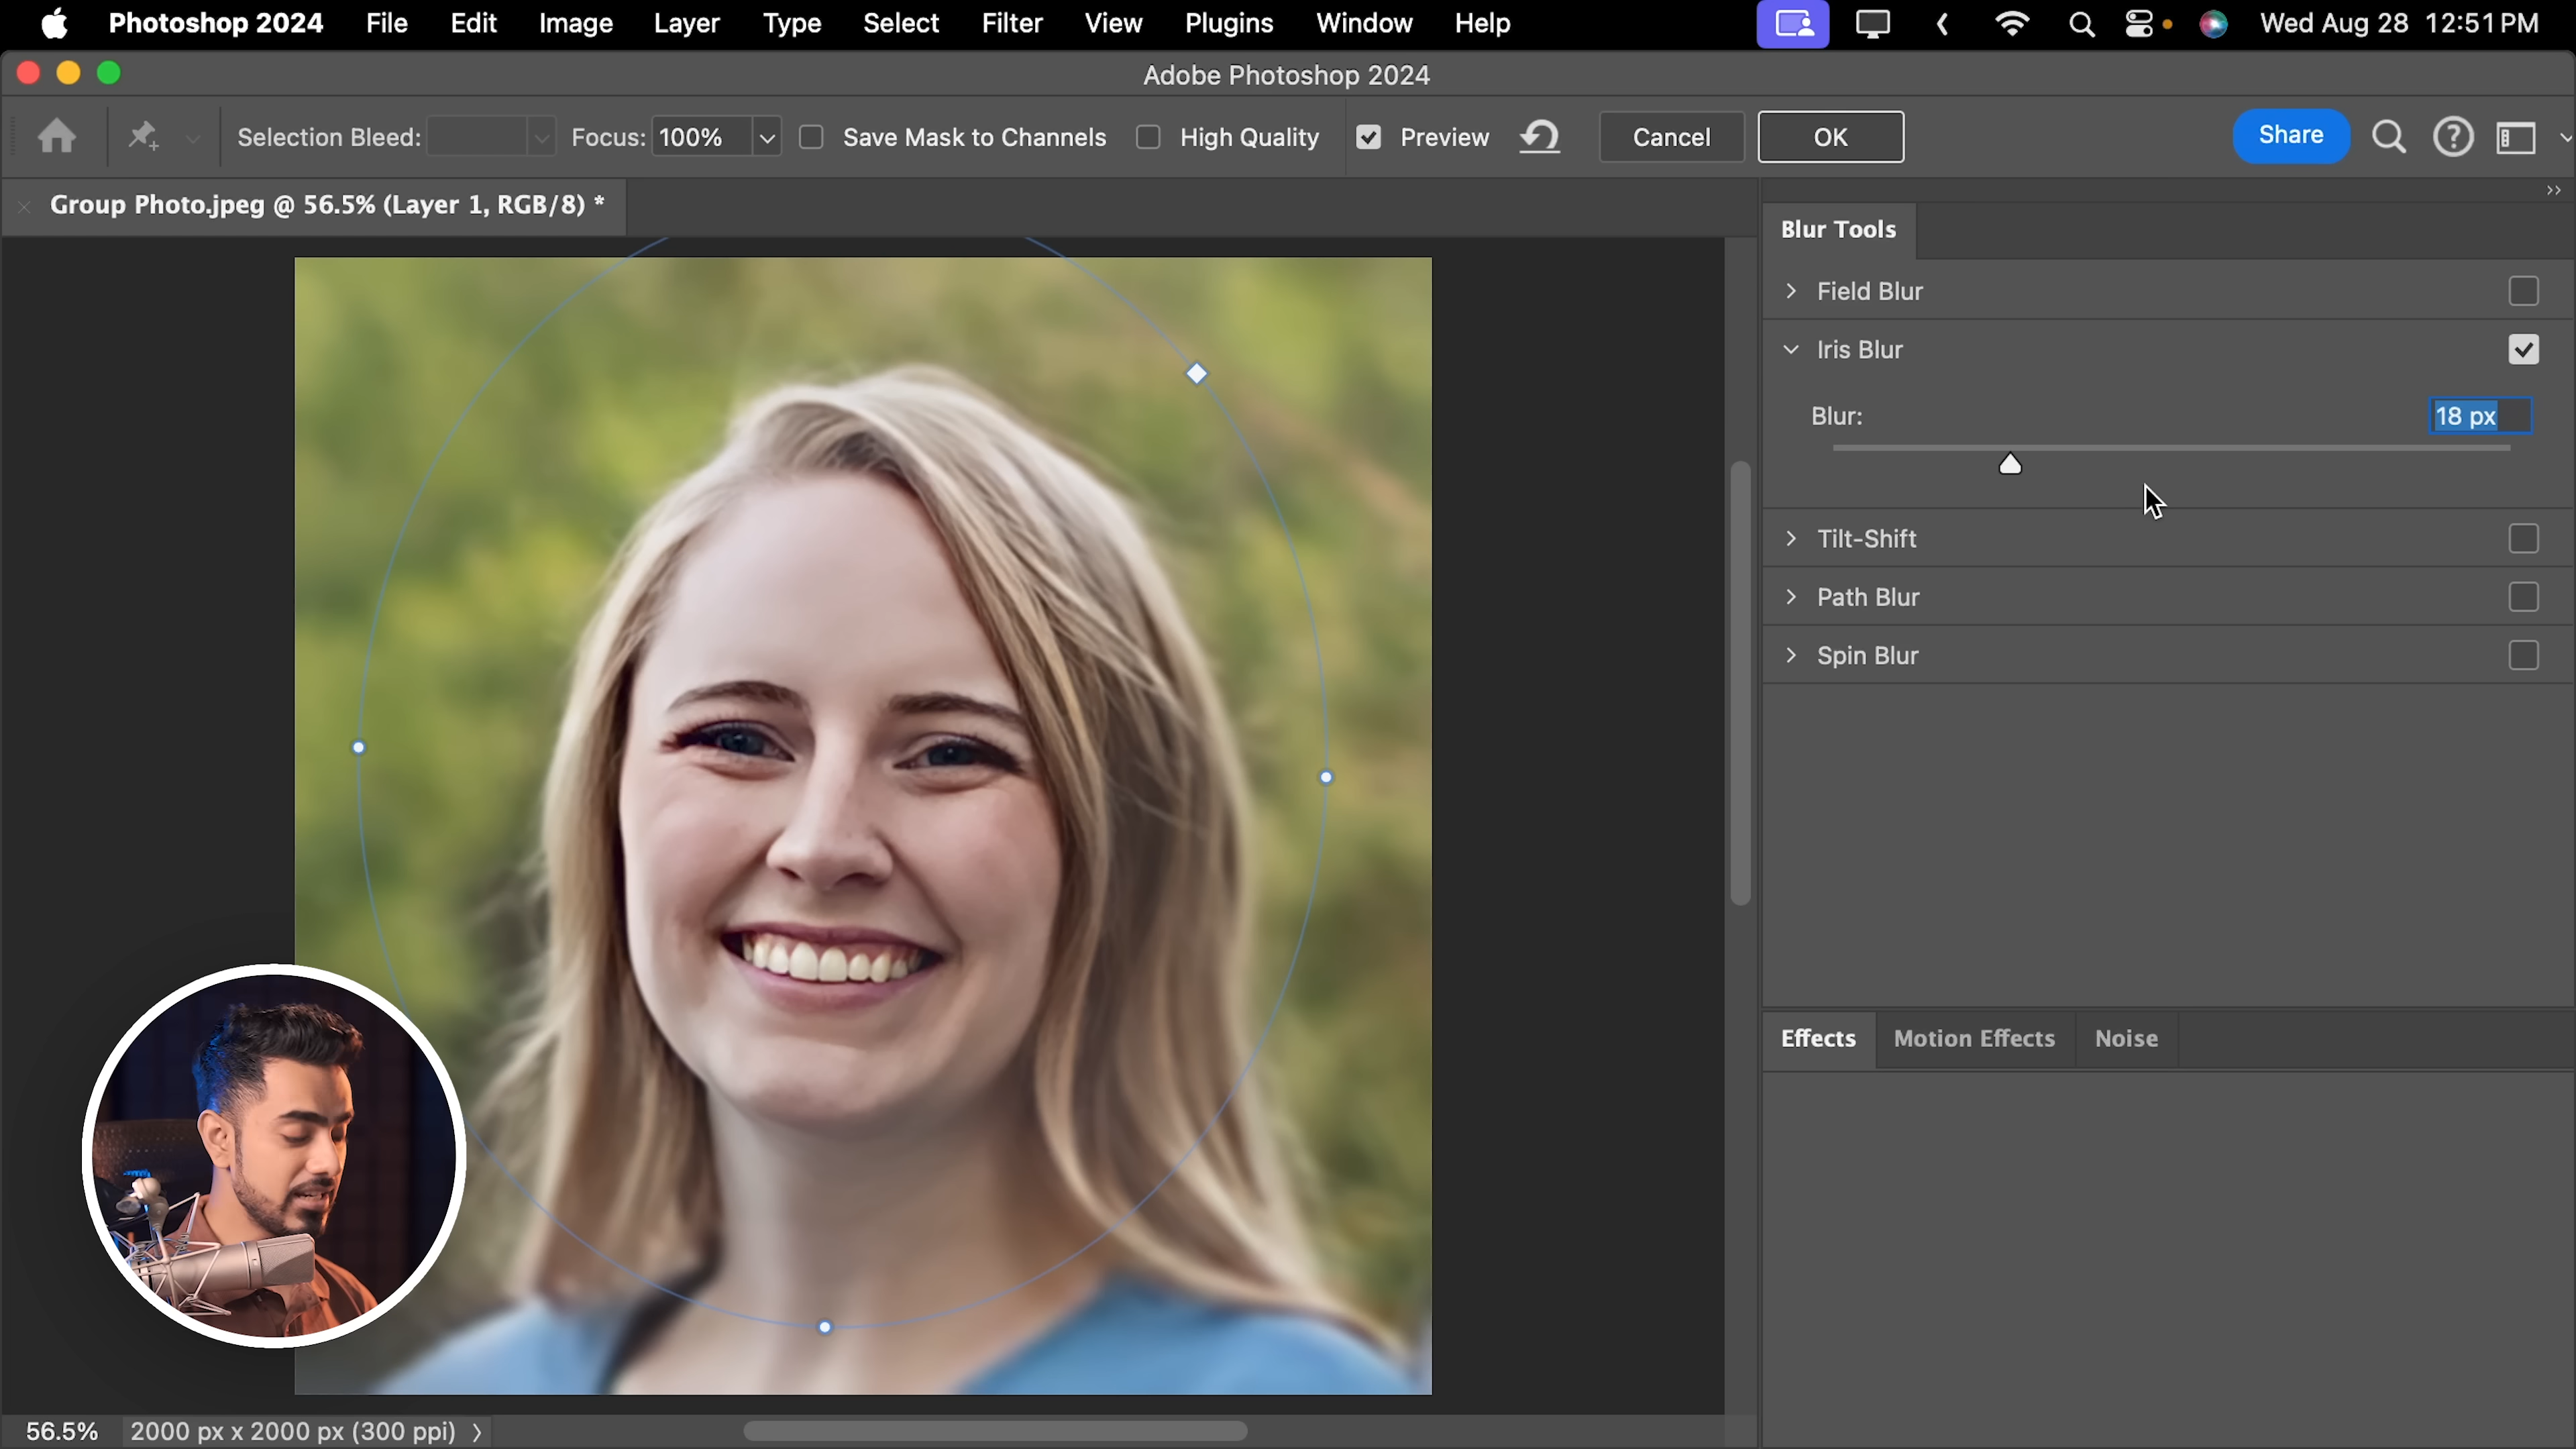 Photoshop 2024 File Edit Image Layer Type Select Filter View Plugins Window Help Wed Aug 28 12:51 PM
Adobe Photoshop 2024
Selection Bleed: Focus: 100% Save Mask to Channels High Quality Preview Cancel OK Share
Group Photo.jpeg @ 56.5% (Layer 1, RGB/8) *
Blur Tools
Field Blur
Iris Blur
Blur: 18 px
Tilt-Shift
Path Blur
Spin Blur
Effects Motion Effects Noise
56.5% 2000 px x 2000 px (300 ppi)